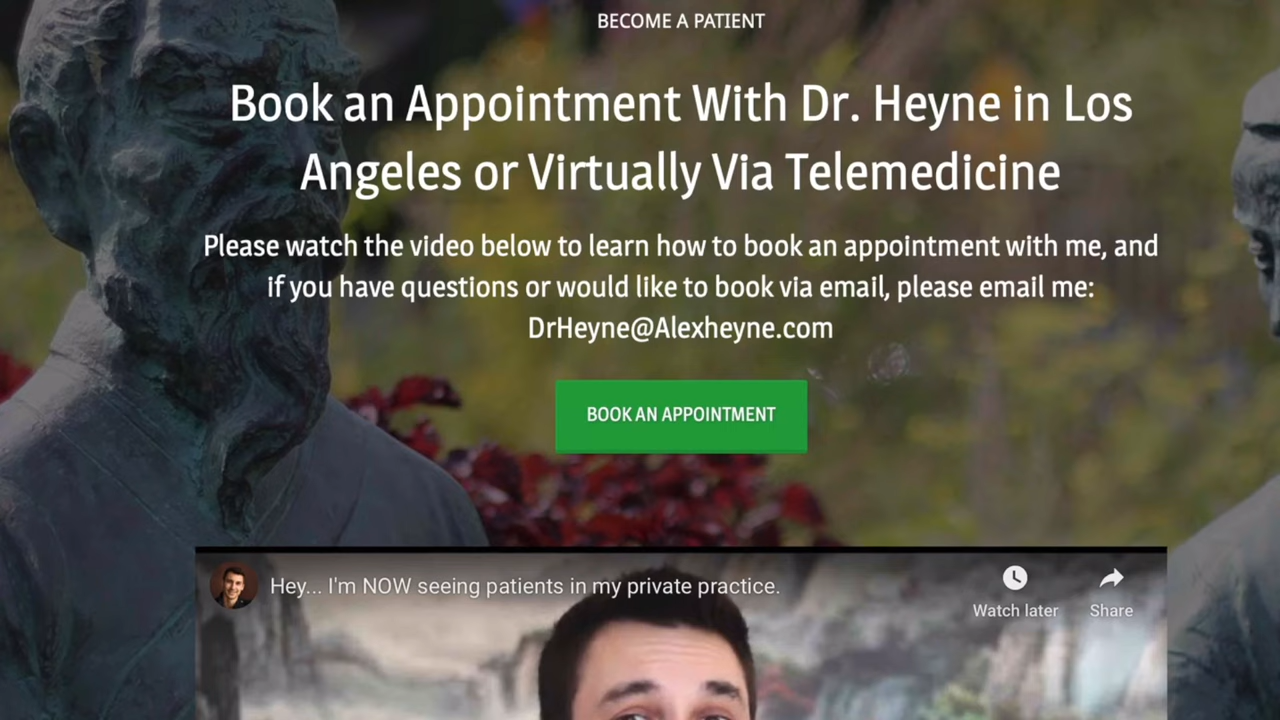 BECOME A PATIENT
Book an Appointment With Dr. Heyne in Los
Angeles or Virtually Via Telemedicine
Please watch the video below to learn how to book an appointment with me, and
if you have questions or would like to book via email, please email me:
DrHeyne@Alexheyne.com
BOOK AN APPOINTMENT
Hey... I'm NOW seeing patients in my private practice.
Watch later
Share